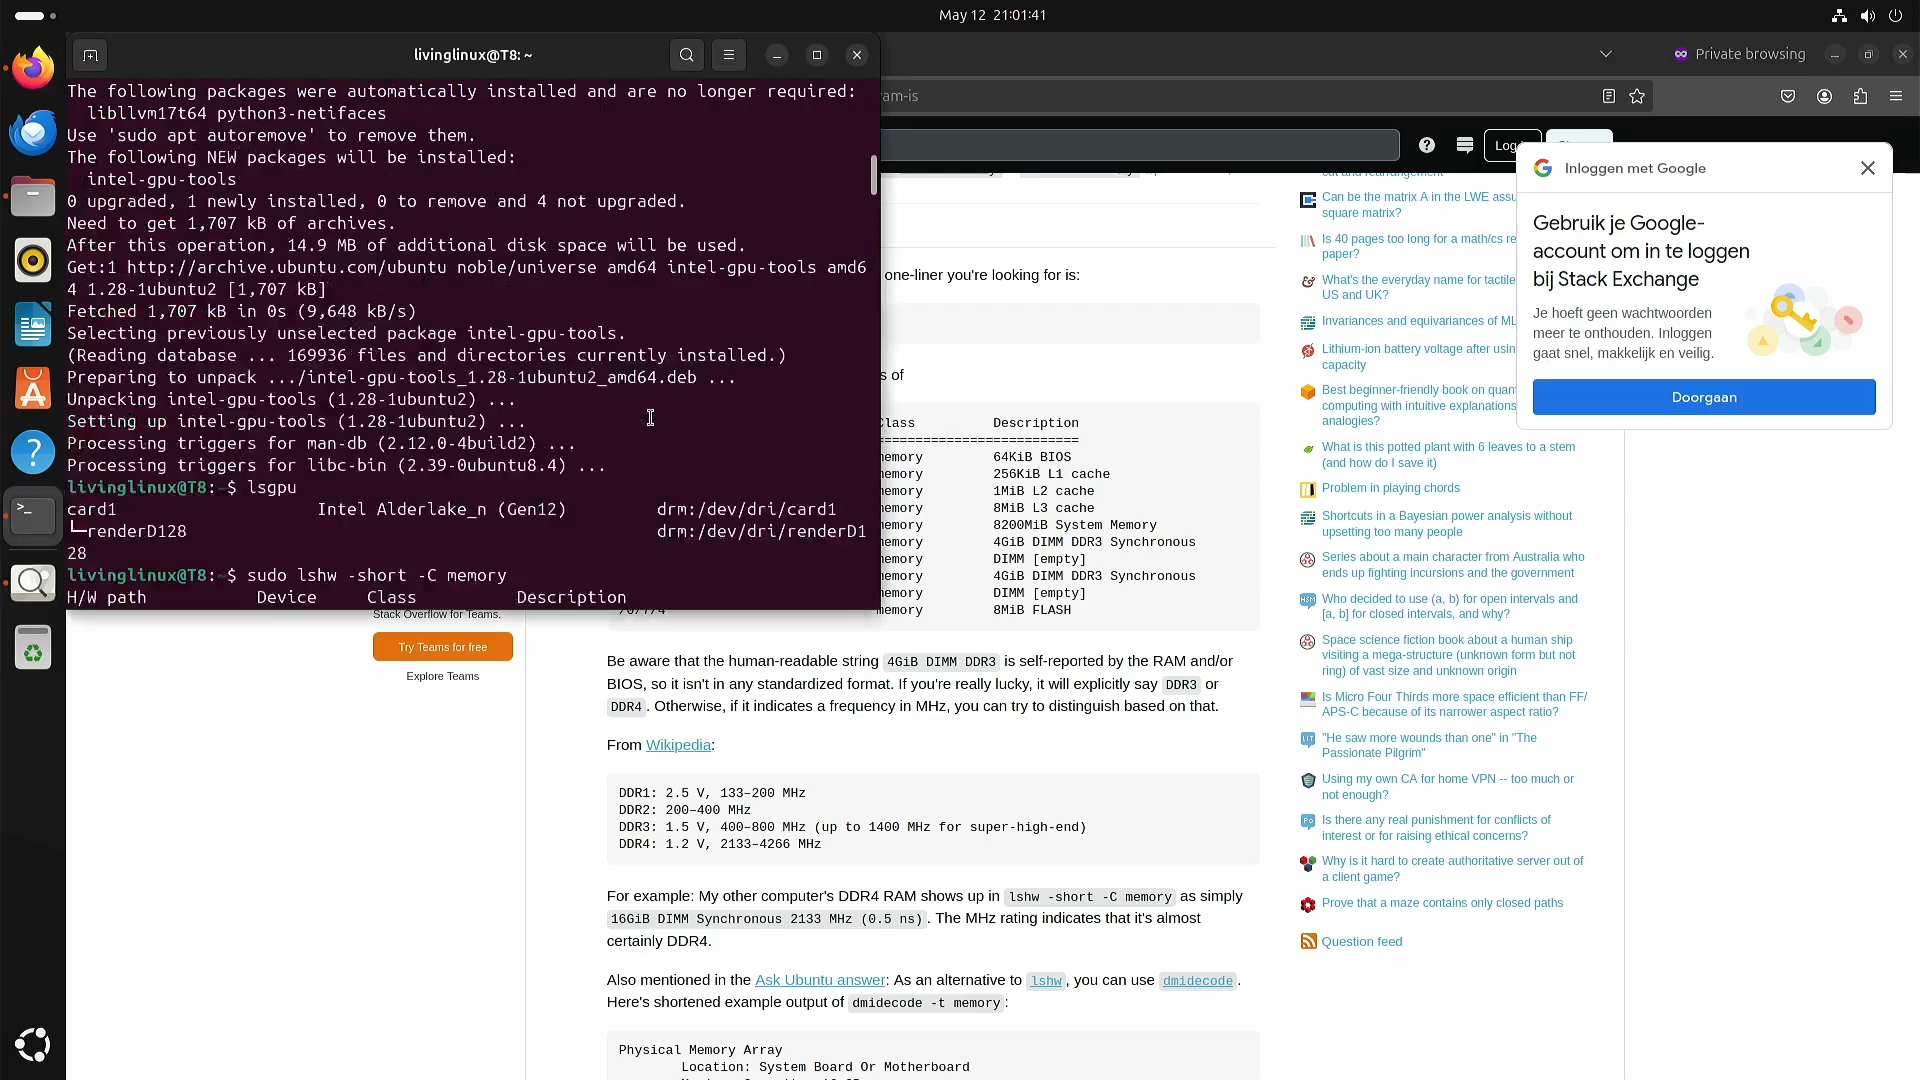 May 12 21:01:41
livinglinux@T8: ~
The following packages were automatically installed and are no longer required:
libllvm17t64 python3-netifaces
Use 'sudo apt autoremove' to remove them.
The following NEW packages will be installed:
intel-gpu-tools
0 upgraded, 1 newly installed, 0 to remove and 4 not upgraded.
Need to get 1,707 kB of archives.
After this operation, 14.9 MB of additional disk space will be used.
Get:1 http://archive.ubuntu.com/ubuntu noble/universe amd64 intel-gpu-tools amd6
4 1.28-1ubuntu2 [1,707 kB]
Fetched 1,707 kB in 0s (9,648 kB/s)
Selecting previously unselected package intel-gpu-tools.
(Reading database ... 169936 files and directories currently installed.)
Preparing to unpack .../intel-gpu-tools_1.28-1ubuntu2_amd64.deb ...
Unpacking intel-gpu-tools (1.28-1ubuntu2) ...
Setting up intel-gpu-tools (1.28-1ubuntu2) ...
Processing triggers for man-db (2.12.0-4build2) ...
Processing triggers for libc-bin (2.39-0ubuntu8.4) ...
livinglinux@T8:~$ lsgpu
card1 Intel Alderlake_n (Gen12) drm:/dev/dri/card1
└─renderD128 drm:/dev/dri/renderD1
28
livinglinux@T8:~$ sudo lshw -short -C memory
H/W path Device Class Description
Private browsing
am-is
Log
one-liner you're looking for is:
s of
Class Description
=========================
memory 64KiB BIOS
memory 256KiB L1 cache
memory 1MiB L2 cache
memory 8MiB L3 cache
memory 8200MiB System Memory
memory 4GiB DIMM DDR3 Synchronous
memory DIMM [empty]
memory 4GiB DIMM DDR3 Synchronous
memory DIMM [empty]
/0/7/4 memory 8MiB FLASH
Stack Overflow for Teams.
Try Teams for free
Explore Teams
Be aware that the human-readable string 4GiB DIMM DDR3 is self-reported by the RAM and/or
BIOS, so it isn't in any standardized format. If you're really lucky, it will explicitly say DDR3 or
DDR4. Otherwise, if it indicates a frequency in MHz, you can try to distinguish based on that.
From Wikipedia:
DDR1: 2.5 V, 133–200 MHz
DDR2: 200–400 MHz
DDR3: 1.5 V, 400–800 MHz (up to 1400 MHz for super-high-end)
DDR4: 1.2 V, 2133–4266 MHz
For example: My other computer's DDR4 RAM shows up in lshw -short -C memory as simply
16GiB DIMM Synchronous 2133 MHz (0.5 ns). The MHz rating indicates that it's almost
certainly DDR4.
Also mentioned in the Ask Ubuntu answer: As an alternative to lshw, you can use dmidecode.
Here's shortened example output of dmidecode -t memory:
Physical Memory Array
Location: System Board Or Motherboard
Can be the matrix A in the LWE assu
square matrix?
Is 40 pages too long for a math/cs re
paper?
What's the everyday name for tactile
US and UK?
Invariances and equivariances of ML
Lithium-ion battery voltage after usin
capacity
Best beginner-friendly book on quan
computing with intuitive explanations
analogies?
What is this potted plant with 6 leaves to a stem
(and how do I save it)
Problem in playing chords
Shortcuts in a Bayesian power analysis without
upsetting too many people
Series about a main character from Australia who
ends up fighting incursions and the government
Who decided to use (a, b) for open intervals and
[a, b] for closed intervals, and why?
Space science fiction book about a human ship
visiting a mega-structure (unknown form but not
ring) of vast size and unknown origin
Is Micro Four Thirds more space efficient than FF/
APS-C because of its narrower aspect ratio?
"He saw more wounds than one" in "The
Passionate Pilgrim"
Using my own CA for home VPN -- too much or
not enough?
Is there any real punishment for conflicts of
interest or for raising ethical concerns?
Why is it hard to create authoritative server out of
a client game?
Prove that a maze contains only closed paths
Question feed
Inloggen met Google
Gebruik je Google-
account om in te loggen
bij Stack Exchange
Je hoeft geen wachtwoorden
meer te onthouden. Inloggen
gaat snel, makkelijk en veilig.
Doorgaan